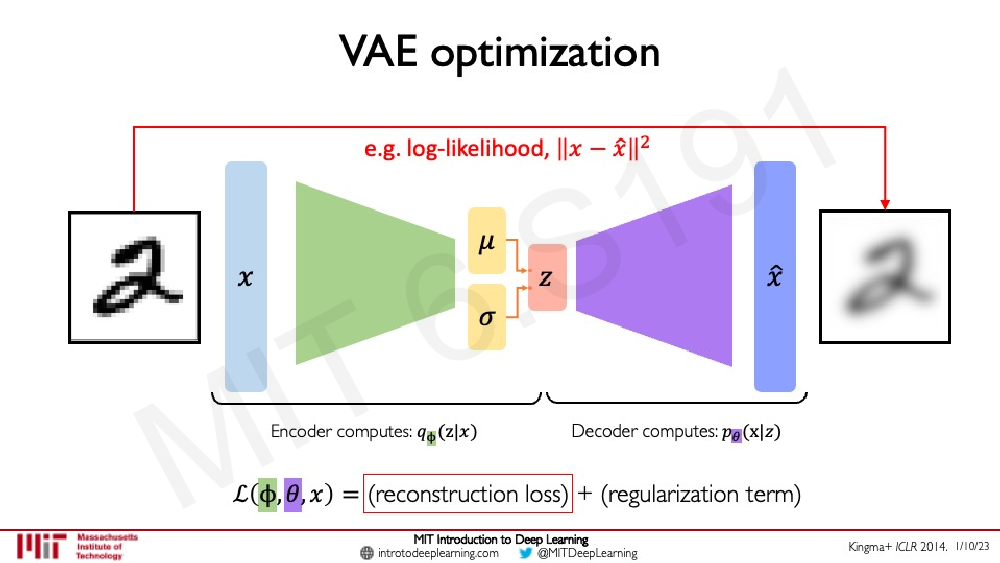 VAE optimization
e.g. log-likelihood, ‖x − x̂‖²
x
μ
σ
z
x̂
Encoder computes: qϕ(z|x)
Decoder computes: pθ(x|z)
ℒ(ϕ, θ, x) = (reconstruction loss) + (regularization term)
MIT 6.S191
Massachusetts
Institute of
Technology
MIT Introduction to Deep Learning
introtodeeplearning.com @MITDeepLearning
Kingma+ ICLR 2014. 1/10/23